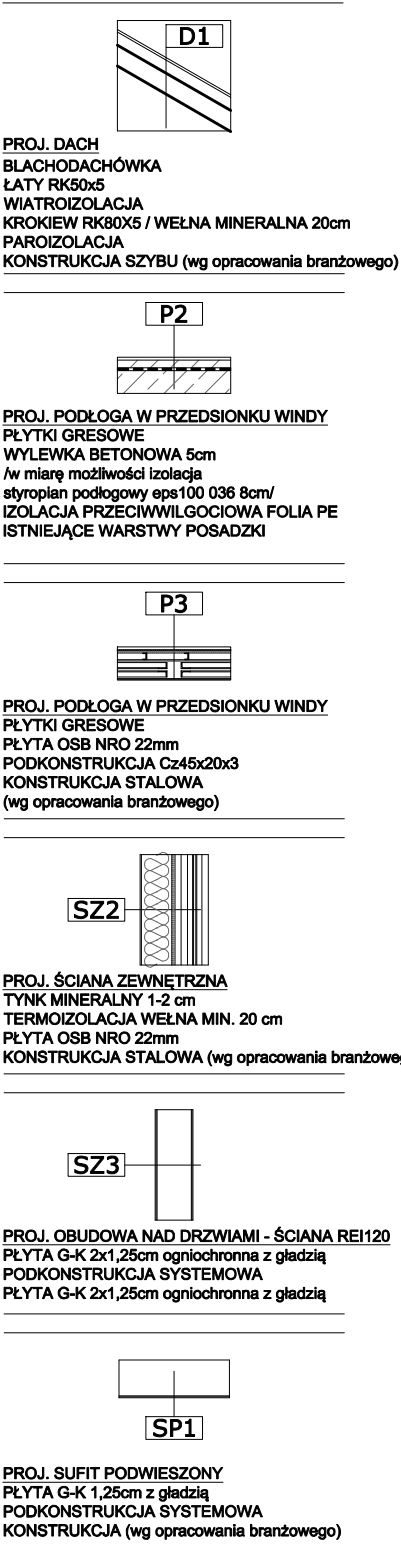 D1
PROJ. DACH
BLACHODACHÓWKA
ŁATY RK50x5
WIATROIZOLACJA
KROKIEW RK80X5 / WEŁNA MINERALNA 20cm
PAROIZOLACJA
KONSTRUKCJA SZYBU (wg opracowania branżowego)
P2
PROJ. PODŁOGA W PRZEDSIONKU WINDY
PŁYTKI GRESOWE
WYLEWKA BETONOWA 5cm
/w miarę możliwości izolacja
styropian podłogowy eps100 036 8cm/
IZOLACJA PRZECIWWILGOCIOWA FOLIA PE
ISTNIEJĄCE WARSTWY POSADZKI
P3
PROJ. PODŁOGA W PRZEDSIONKU WINDY
PŁYTKI GRESOWE
PŁYTA OSB NRO 22mm
PODKONSTRUKCJA Cz45x20x3
KONSTRUKCJA STALOWA
(wg opracowania branżowego)
SZ2
PROJ. ŚCIANA ZEWNĘTRZNA
TYNK MINERALNY 1-2 cm
TERMOIZOLACJA WEŁNA MIN. 20 cm
PŁYTA OSB NRO 22mm
KONSTRUKCJA STALOWA (wg opracowania branżoweg
SZ3
PROJ. OBUDOWA NAD DRZWIAMI - ŚCIANA REI120
PŁYTA G-K 2x1,25cm ogniochronna z gładzią
PODKONSTRUKCJA SYSTEMOWA
PŁYTA G-K 2x1,25cm ogniochronna z gładzią
SP1
PROJ. SUFIT PODWIESZONY
PŁYTA G-K 1,25cm z gładzią
PODKONSTRUKCJA SYSTEMOWA
KONSTRUKCJA (wg opracowania branżowego)